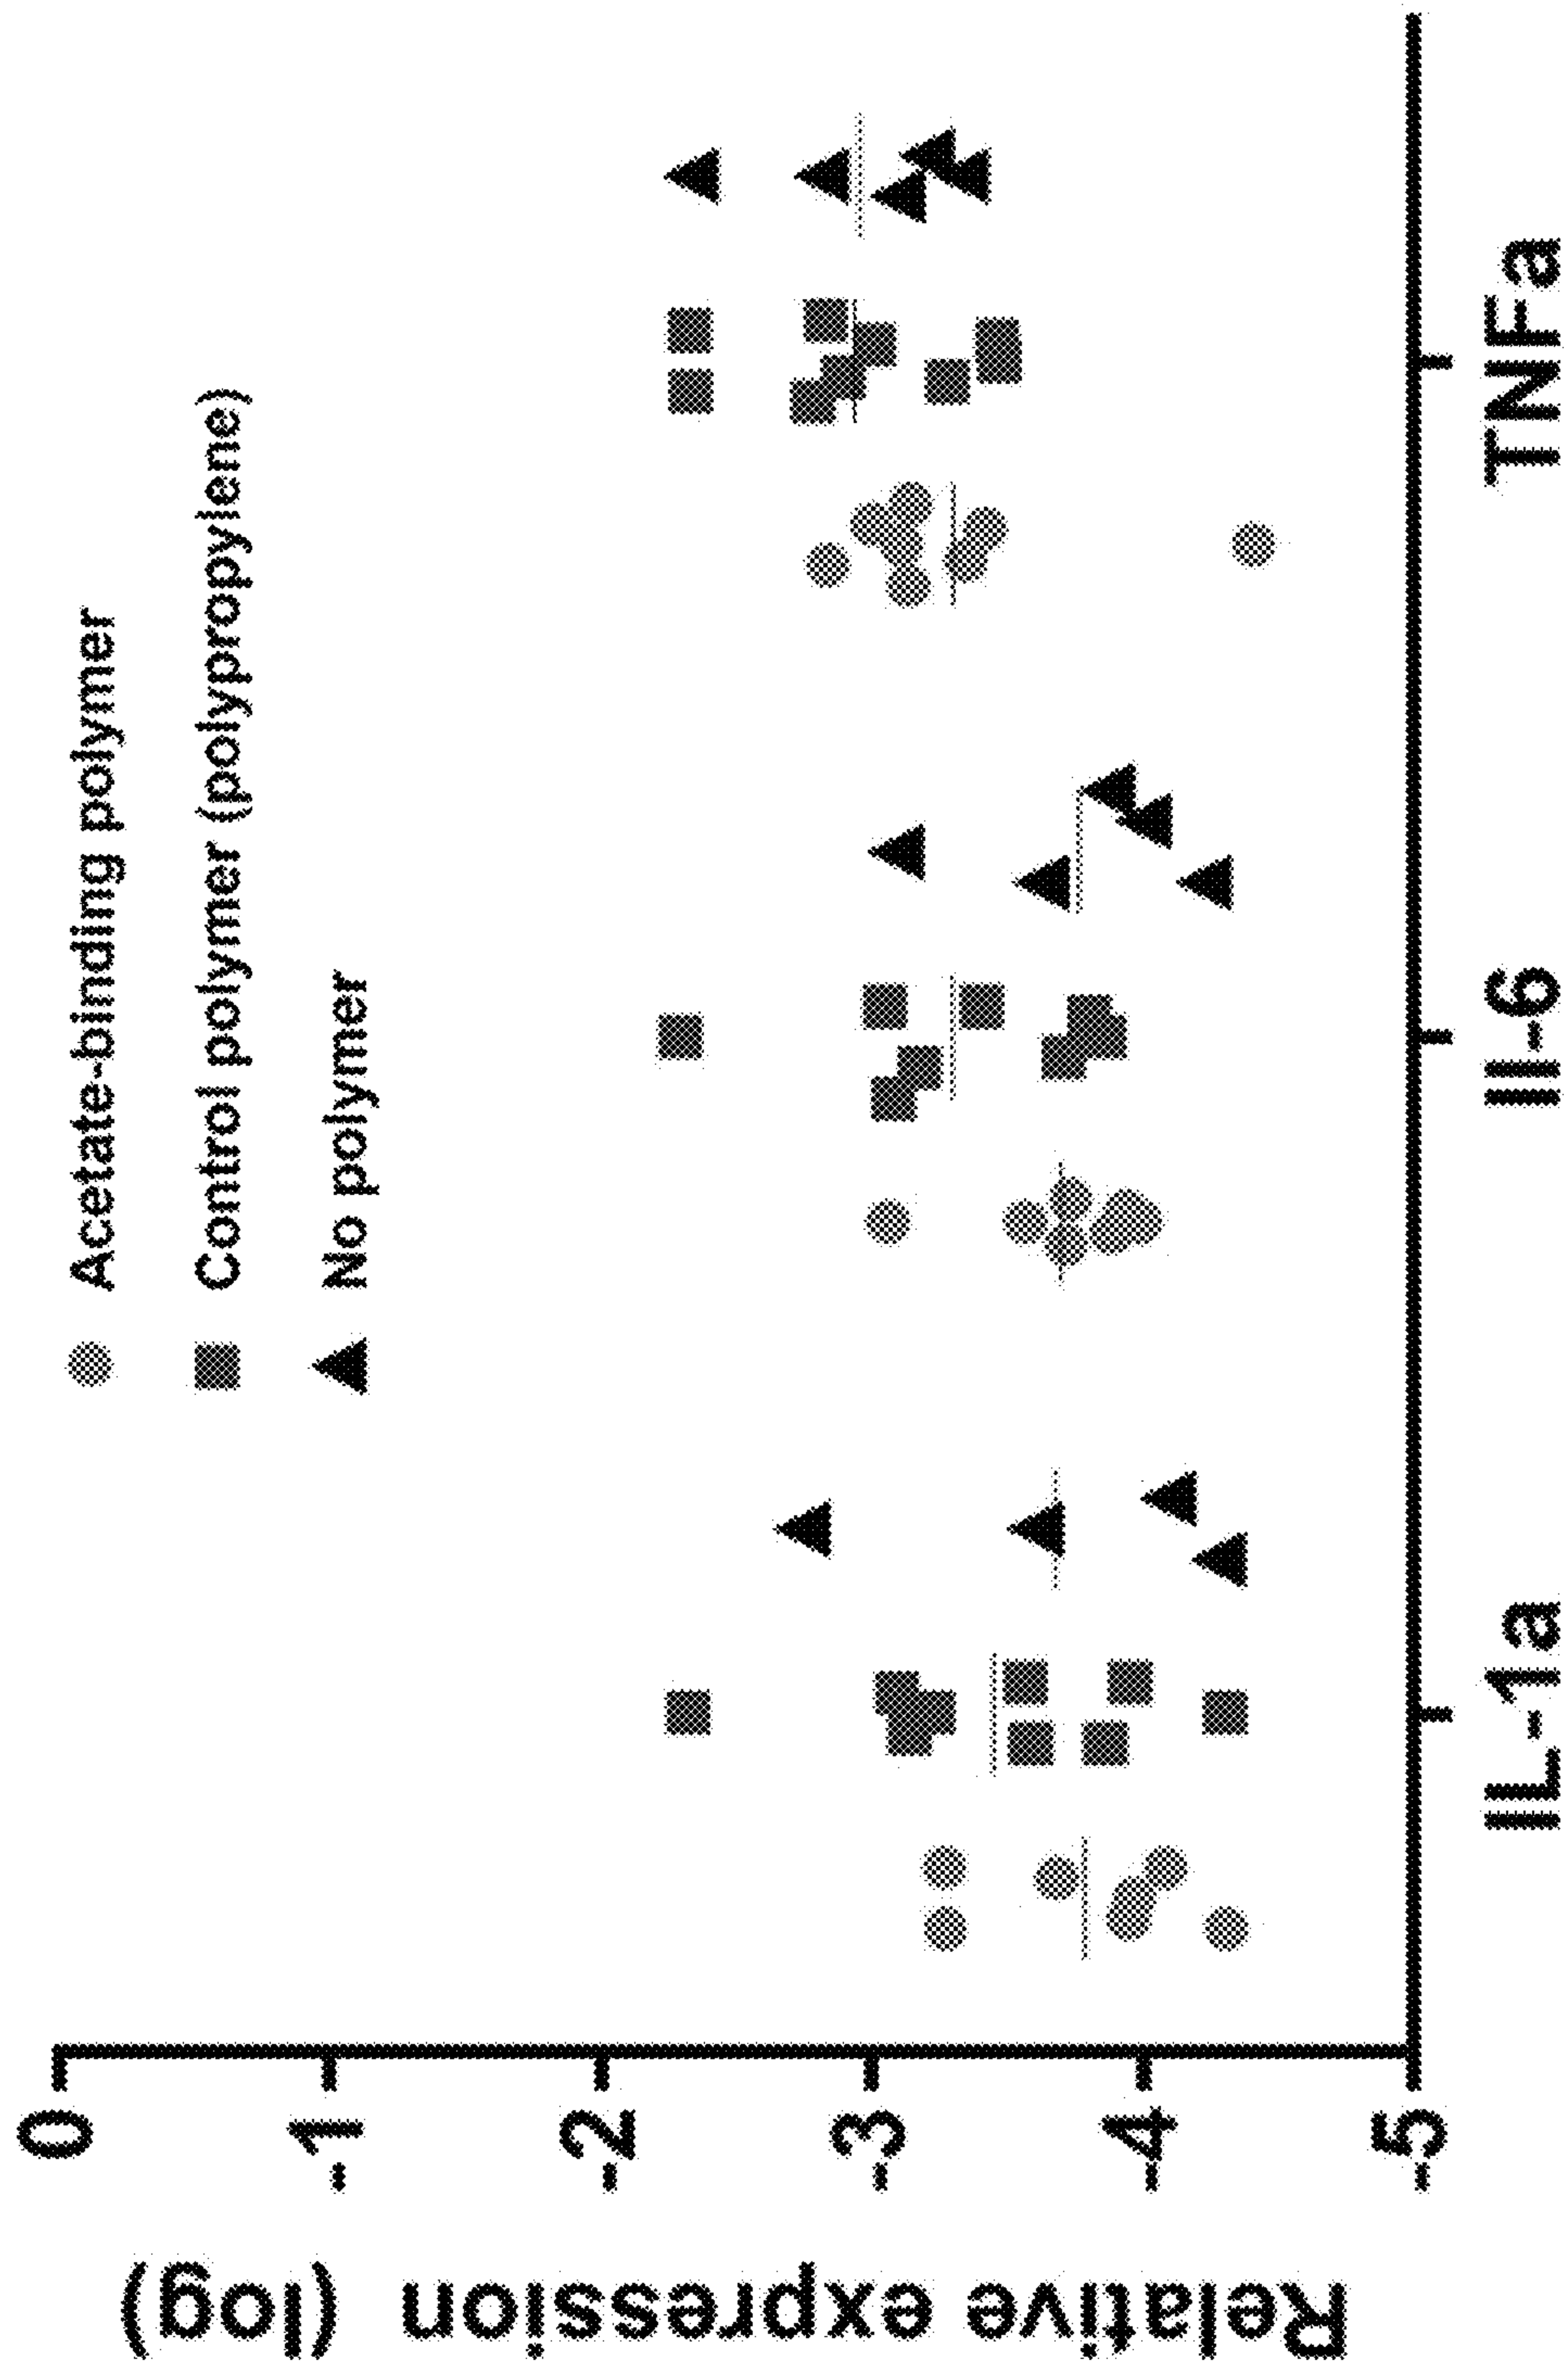 Acetate-binding polymer
Control polymer (polypropylene)
No polymer
Relative expression (log)
0
-1
-2
-3
-4
-5
IL-1a
Il-6
TNFa